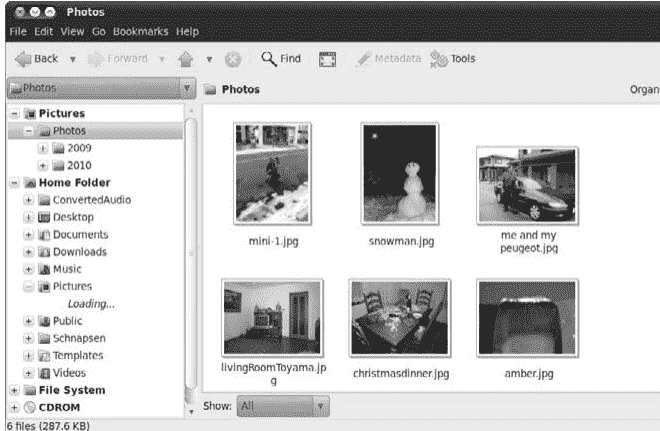 Photos
File Edit View Go Bookmarks Help
Back Forward Find Metadata Tools
Photos
Photos
Organ
Pictures
Photos
2009
2010
Home Folder
ConvertedAudio
Desktop
Documents
Downloads
Music
Pictures
Loading...
Public
Schnapsen
Templates
Videos
File System
CDROM
mini-1.jpg
snowman.jpg
me and my
peugeot.jpg
livingRoomToyama.jp
g
christmasdinner.jpg
amber.jpg
Show: All
6 files (287.6 KB)